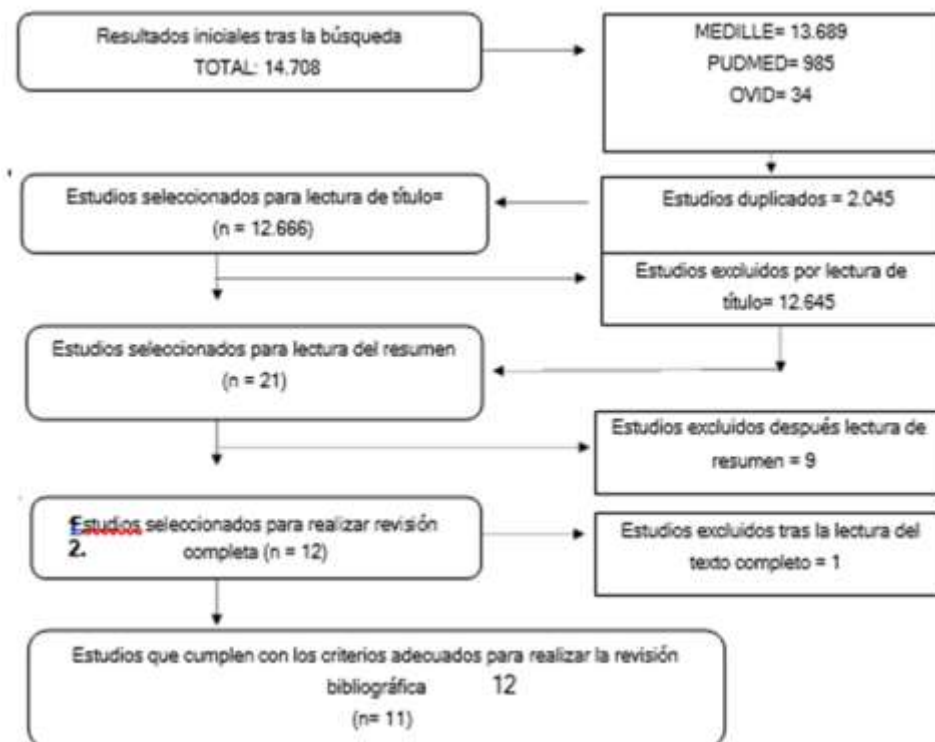 Resultados iniciales tras la búsqueda
TOTAL: 14.708
MEDILLE= 13.689
PUDMED= 985
OVID= 34
Estudios seleccionados para lectura de título=
(n = 12.666)
Estudios duplicados = 2.045
Estudios excluidos por lectura de
título= 12.645
Estudios seleccionados para lectura del resumen
(n = 21)
Estudios excluidos después lectura de
resumen = 9
Estudios seleccionados para realizar revisión
2. completa (n = 12)
Estudios excluidos tras la lectura del
texto completo = 1
Estudios que cumplen con los criterios adecuados para realizar la revisión
bibliográfica 12
(n= 11)